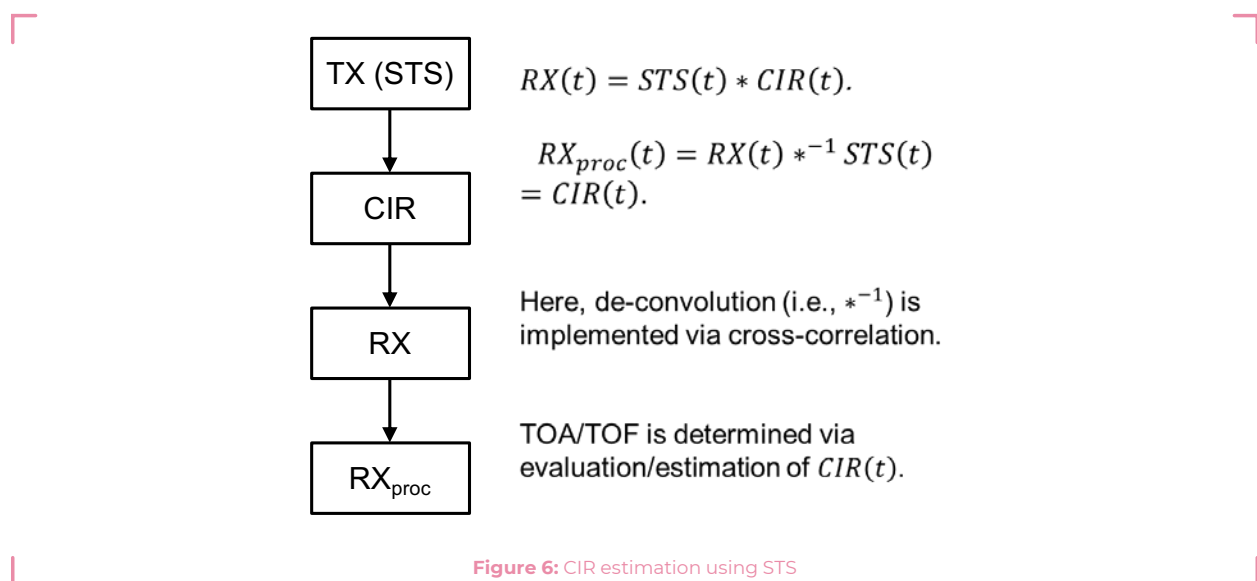 TX (STS)
CIR
RX
RXproc
RX(t) = STS(t) ∗ CIR(t).
RXproc(t) = RX(t) ∗⁻¹ STS(t)
= CIR(t).
Here, de-convolution (i.e., ∗⁻¹) is
implemented via cross-correlation.
TOA/TOF is determined via
evaluation/estimation of CIR(t).
Figure 6: CIR estimation using STS